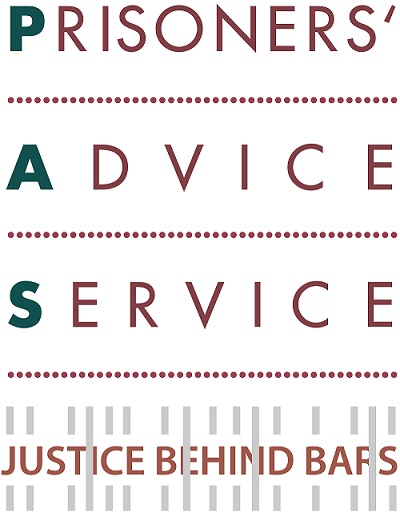 PRISONERS'
ADVICE
SERVICE
JUSTICE BEHIND BARS